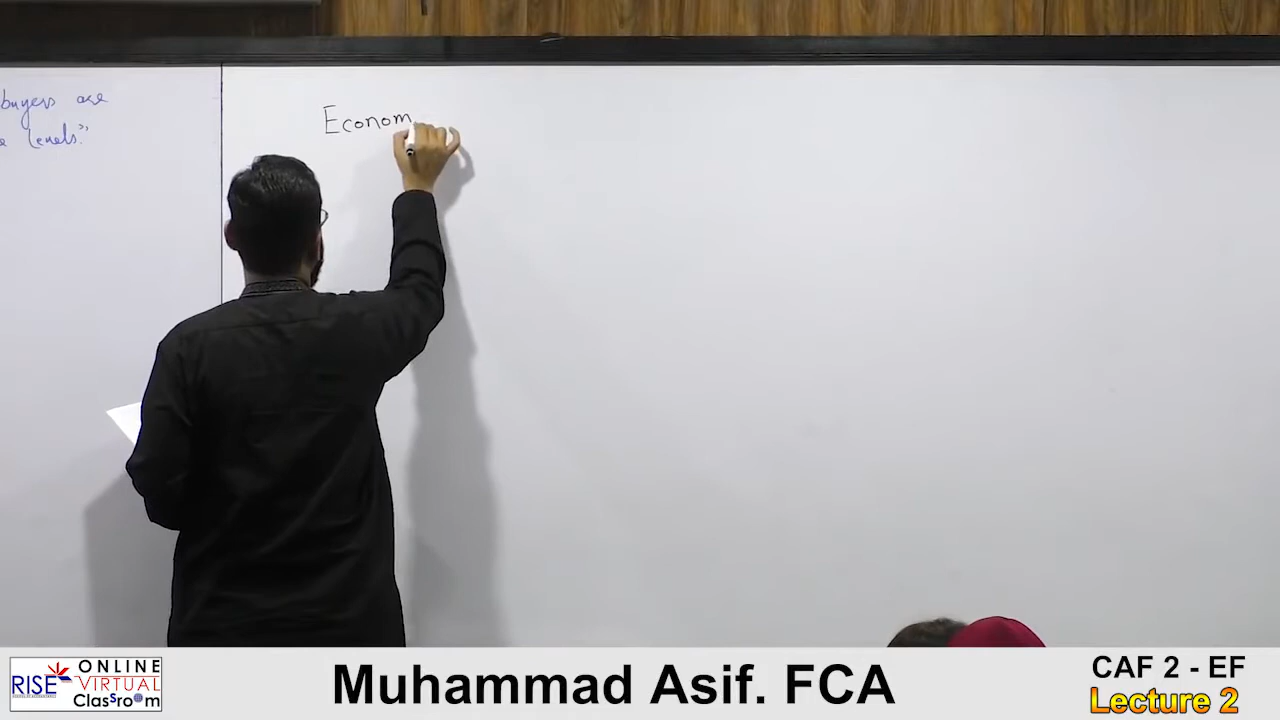 buyers are
levels"
Econom
RISE
ONLINE
VIRTUAL
Classroom
Muhammad Asif. FCA
CAF 2 - EF
Lecture 2